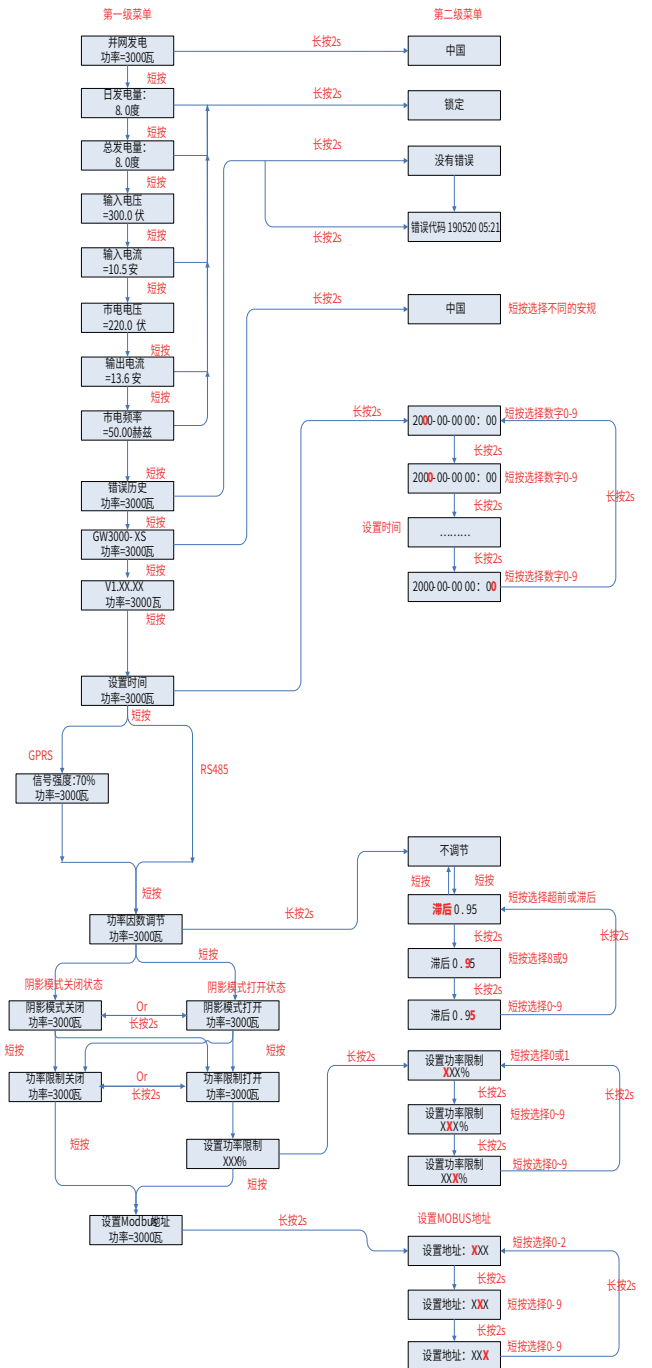 第一级菜单
第二级菜单
并网发电
功率=3000瓦
长按2s
中国
短按
日发电量：
8.0度
长按2s
锁定
短按
总发电量：
8.0度
长按2s
没有错误
短按
输入电压
=300.0 伏
短按
长按2s
错误代码 190520 05:21
输入电流
=10.5 安
短按
长按2s
市电电压
=220.0 伏
中国
短按选择不同的安规
短按
输出电流
=13.6 安
短按
市电频率
=50.00赫兹
长按2s
2000-00-00 00：00
短按选择数字0-9
长按2s
短按
2000-00-00 00：00
短按选择数字0-9
错误历史
功率=3000瓦
长按2s
长按2s
短按
设置时间
………
GW3000-XS
功率=3000瓦
长按2s
短按
V1.XX.XX
功率=3000瓦
2000-00-00 00：00
短按选择数字0-9
短按
设置时间
功率=3000瓦
短按
GPRS
RS485
信号强度:70%
功率=3000瓦
不调节
短按
短按
短按
短按选择超前或滞后
长按2s
滞后 0.95
功率因数调节
功率=3000瓦
长按2s
长按2s
短按
滞后 0.95
短按选择8或9
阴影模式关闭状态
阴影模式打开状态
长按2s
阴影模式关闭
功率=3000瓦
Or
长按2s
阴影模式打开
功率=3000瓦
滞后 0.95
短按选择0~9
短按
短按
长按2s
设置功率限制
XXX%
短按选择0或1
功率限制关闭
功率=3000瓦
Or
长按2s
功率限制打开
功率=3000瓦
长按2s
长按2s
设置功率限制
XXX%
短按选择0~9
短按
设置功率限制
XXX%
长按2s
设置功率限制
XXX%
短按选择0~9
短按
设置Modbus地址
功率=3000瓦
长按2s
设置MOBUS地址
设置地址：XXX
短按选择0-2
长按2s
长按2s
设置地址：XXX
短按选择0-9
长按2s
设置地址：XXX
短按选择0-9